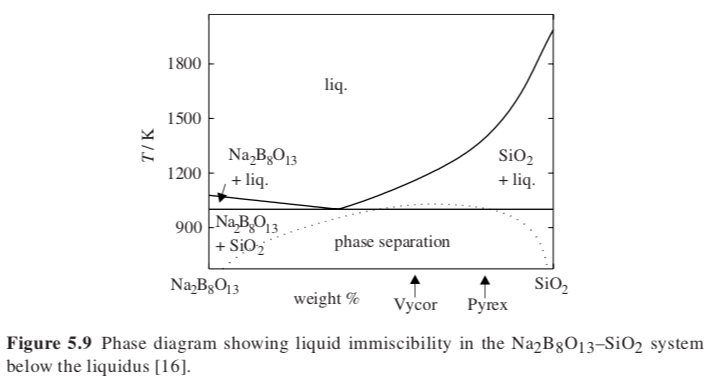 1800
1500
1200
900
T / K
liq.
Na2B8O13
+ liq.
SiO2
+ liq.
Na2B8O13
+ SiO2
phase separation
Na2B8O13
weight %
Vycor
Pyrex
SiO2
Figure 5.9 Phase diagram showing liquid immiscibility in the Na2B8O13–SiO2 system
below the liquidus [16].